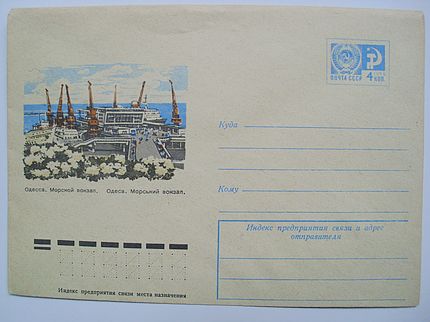 ПОЧТА СССР
4 КОП.
Одесса. Морской вокзал. Одеса. Морський вокзал.
Куда
Кому
Индекс предприятия связи и адрес
отправителя
Индекс предприятия связи места назначения